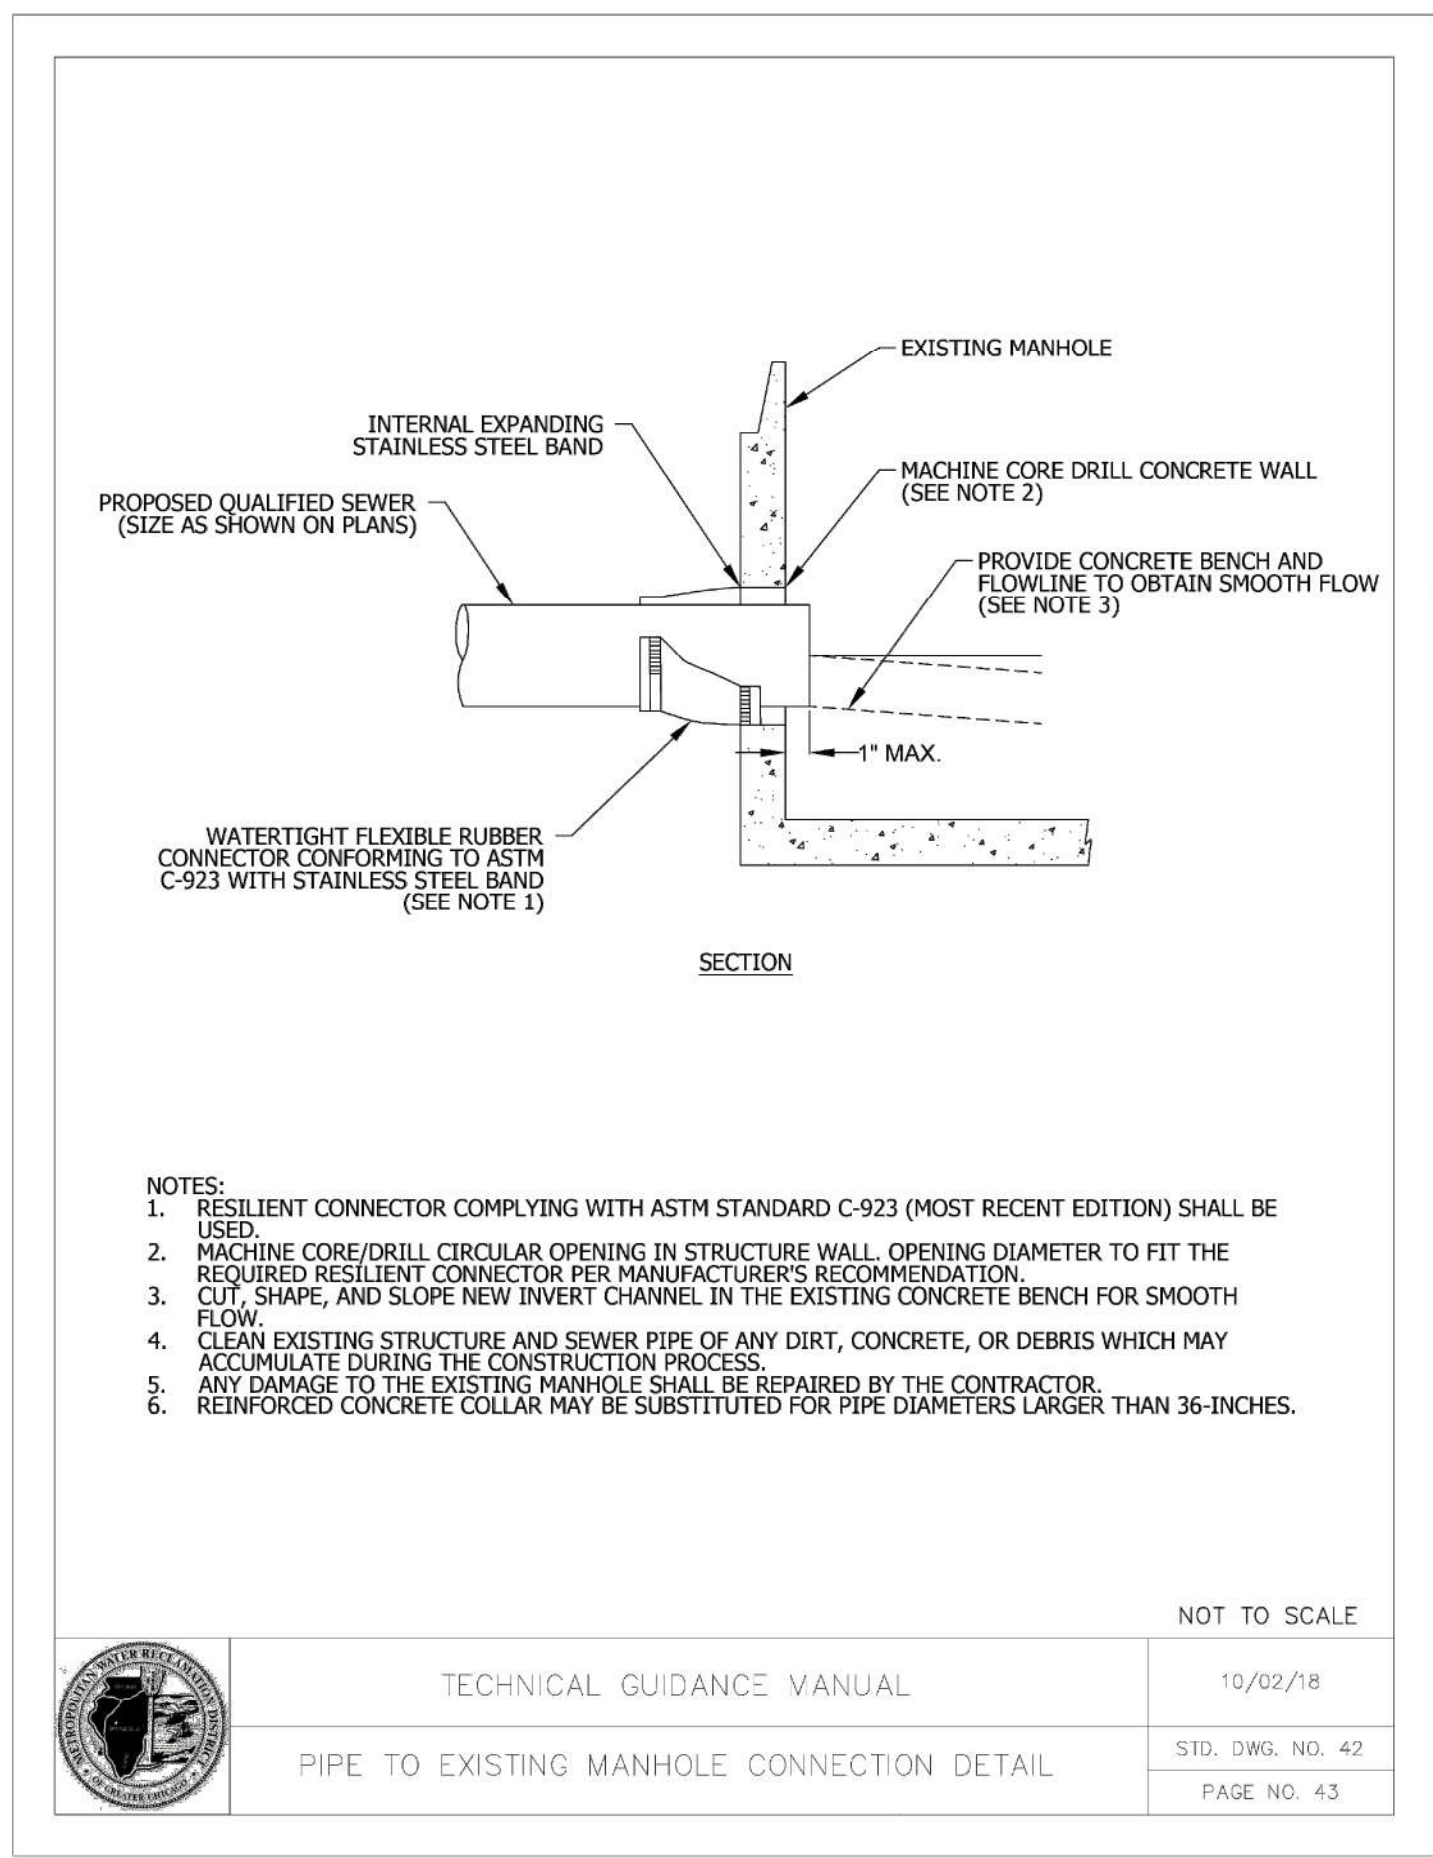 EXISTING MANHOLE
INTERNAL EXPANDING
STAINLESS STEEL BAND
MACHINE CORE DRILL CONCRETE WALL
(SEE NOTE 2)
PROPOSED QUALIFIED SEWER
(SIZE AS SHOWN ON PLANS)
PROVIDE CONCRETE BENCH AND
FLOWLINE TO OBTAIN SMOOTH FLOW
(SEE NOTE 3)
1" MAX.
WATERTIGHT FLEXIBLE RUBBER
CONNECTOR CONFORMING TO ASTM
C-923 WITH STAINLESS STEEL BAND
(SEE NOTE 1)
SECTION
NOTES:
1. RESILIENT CONNECTOR COMPLYING WITH ASTM STANDARD C-923 (MOST RECENT EDITION) SHALL BE
USED.
2. MACHINE CORE/DRILL CIRCULAR OPENING IN STRUCTURE WALL. OPENING DIAMETER TO FIT THE
REQUIRED RESILIENT CONNECTOR PER MANUFACTURER'S RECOMMENDATION.
3. CUT, SHAPE, AND SLOPE NEW INVERT CHANNEL IN THE EXISTING CONCRETE BENCH FOR SMOOTH
FLOW.
4. CLEAN EXISTING STRUCTURE AND SEWER PIPE OF ANY DIRT, CONCRETE, OR DEBRIS WHICH MAY
ACCUMULATE DURING THE CONSTRUCTION PROCESS.
5. ANY DAMAGE TO THE EXISTING MANHOLE SHALL BE REPAIRED BY THE CONTRACTOR.
6. REINFORCED CONCRETE COLLAR MAY BE SUBSTITUTED FOR PIPE DIAMETERS LARGER THAN 36-INCHES.
NOT TO SCALE
METROPOLITAN WATER RECLAMATION DISTRICT
OF GREATER CHICAGO
TECHNICAL GUIDANCE MANUAL
10/02/18
PIPE TO EXISTING MANHOLE CONNECTION DETAIL
STD. DWG. NO. 42
PAGE NO. 43